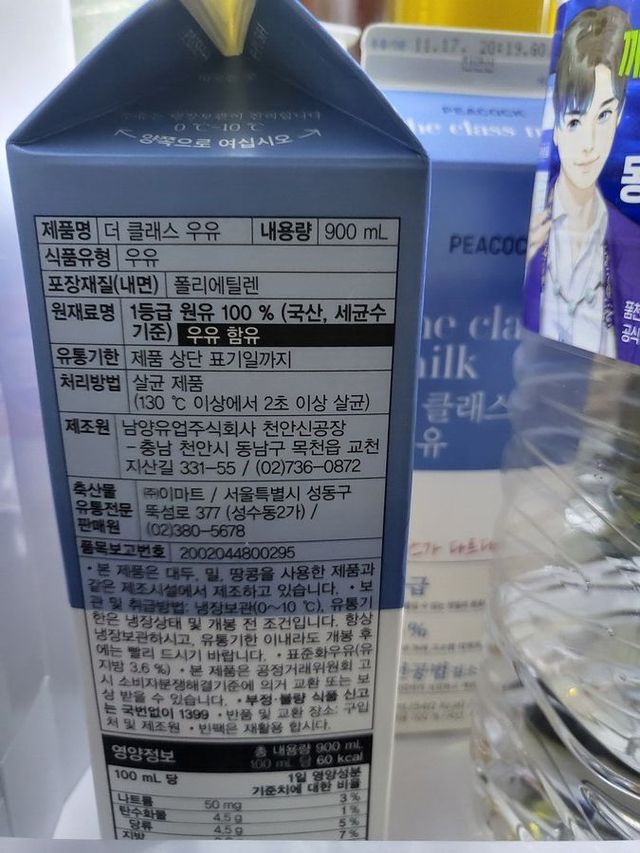 0℃-10℃
양쪽으로 여십시오
제품명 더 클래스 우유 내용량 900 mL
식품유형 우유
포장재질(내면) 폴리에틸렌
원재료명 1등급 원유 100 % (국산, 세균수
기준) 우유 함유
유통기한 제품 상단 표기일까지
처리방법 살균 제품
(130 ℃ 이상에서 2초 이상 살균)
제조원 남양유업주식회사 천안신공장
- 충남 천안시 동남구 목천읍 교천
지산길 331-55 / (02)736-0872
축산물
유통전문
판매원
㈜이마트 / 서울특별시 성동구
뚝섬로 377 (성수동2가) /
(02)380-5678
품목보고번호 2002044800295
• 본 제품은 대두, 밀, 땅콩을 사용한 제품과
같은 제조시설에서 제조하고 있습니다. • 보
관 및 취급방법: 냉장보관(0~10 ℃), 유통기
한은 냉장상태 및 개봉 전 조건입니다. 항상
냉장보관하시고, 유통기한 이내라도 개봉 후
에는 빨리 드시기 바랍니다. • 표준화우유(유
지방 3.6 %) • 본 제품은 공정거래위원회 고
시 소비자분쟁해결기준에 의거 교환 또는 보
상 받을 수 있습니다. • 부정·불량 식품 신고
는 국번없이 1399 • 반품 및 교환 장소: 구입
처 및 제조원 • 빈팩은 재활용 합시다.
영양정보 총 내용량 900 mL
100 mL 당 60 kcal
100 mL 당 1일 영양성분
기준치에 대한 비율
나트륨 50 mg 3 %
탄수화물 4.5 g 1 %
당류 4.5 g 5 %
지방 7 %
11.17.
PEACOCK
he class
PEACOC
he cla
ilk
클래스
유
급
%